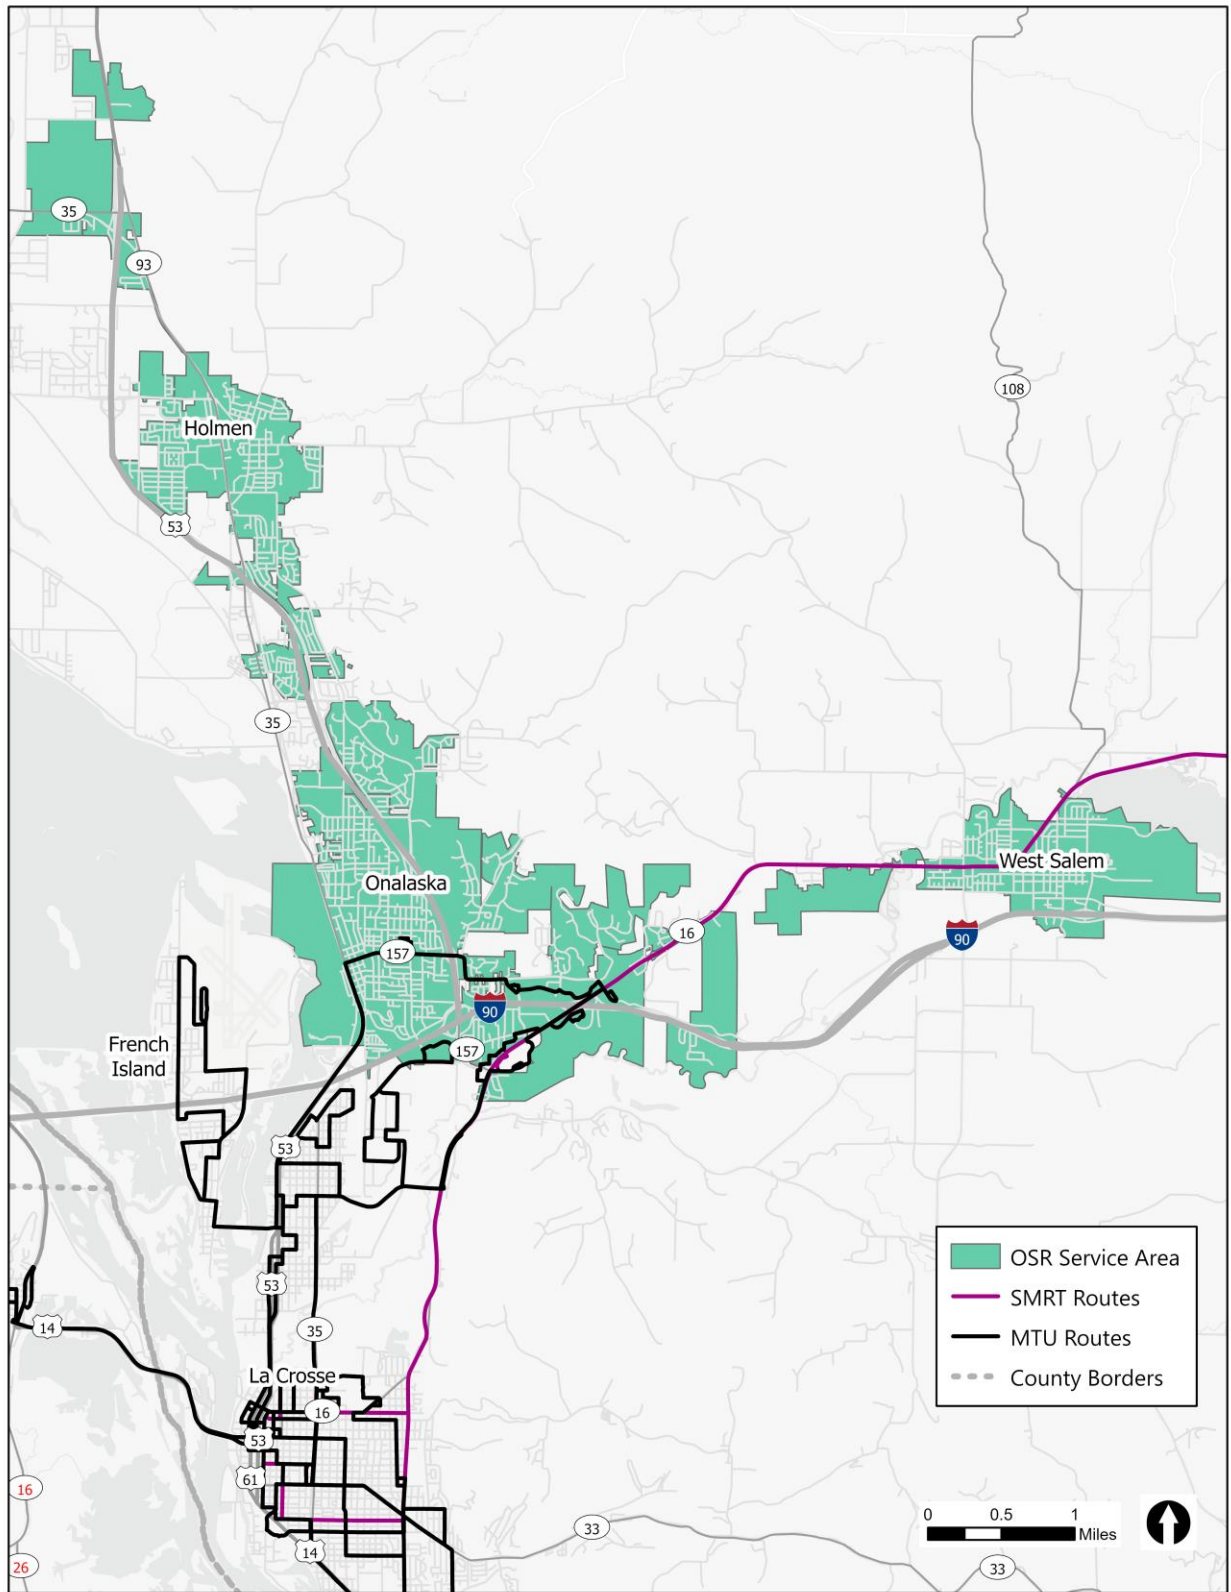 35
93
108
Holmen
53
35
West Salem
Onalaska
16
90
157
90
French
Island
157
53
OSR Service Area
SMRT Routes
53
MTU Routes
14
35
County Borders
La Crosse
16
53
61
16
0 0.5 1
Miles
33
14
26
33